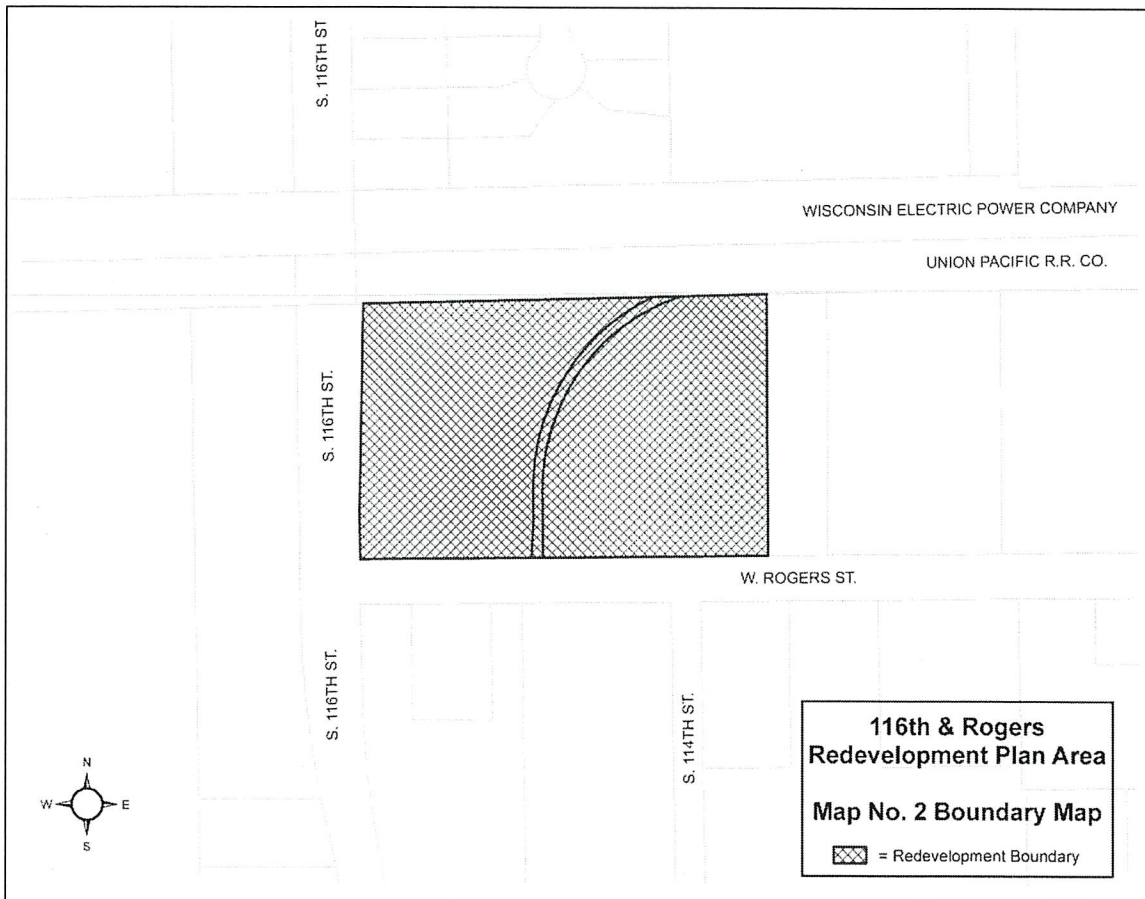 S. 116TH ST
WISCONSIN ELECTRIC POWER COMPANY
UNION PACIFIC R.R. CO.
S. 116TH ST.
W. ROGERS ST.
S. 116TH ST.
S. 114TH ST.
N
W E
S
116th & Rogers
Redevelopment Plan Area
Map No. 2 Boundary Map
= Redevelopment Boundary